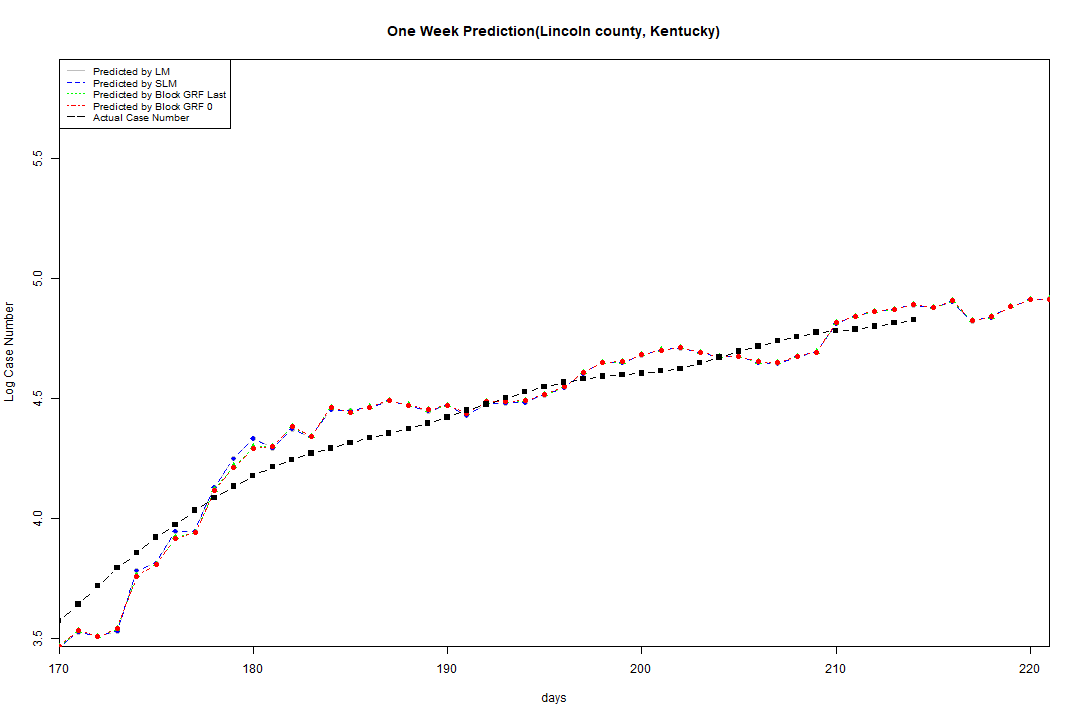 One Week Prediction(Lincoln county, Kentucky)
Predicted by LM
Predicted by SLM
Predicted by Block GRF Last
Predicted by Block GRF 0
Actual Case Number
5.5
5.0
4.5
4.0
3.5
Log Case Number
170 180 190 200 210 220
days